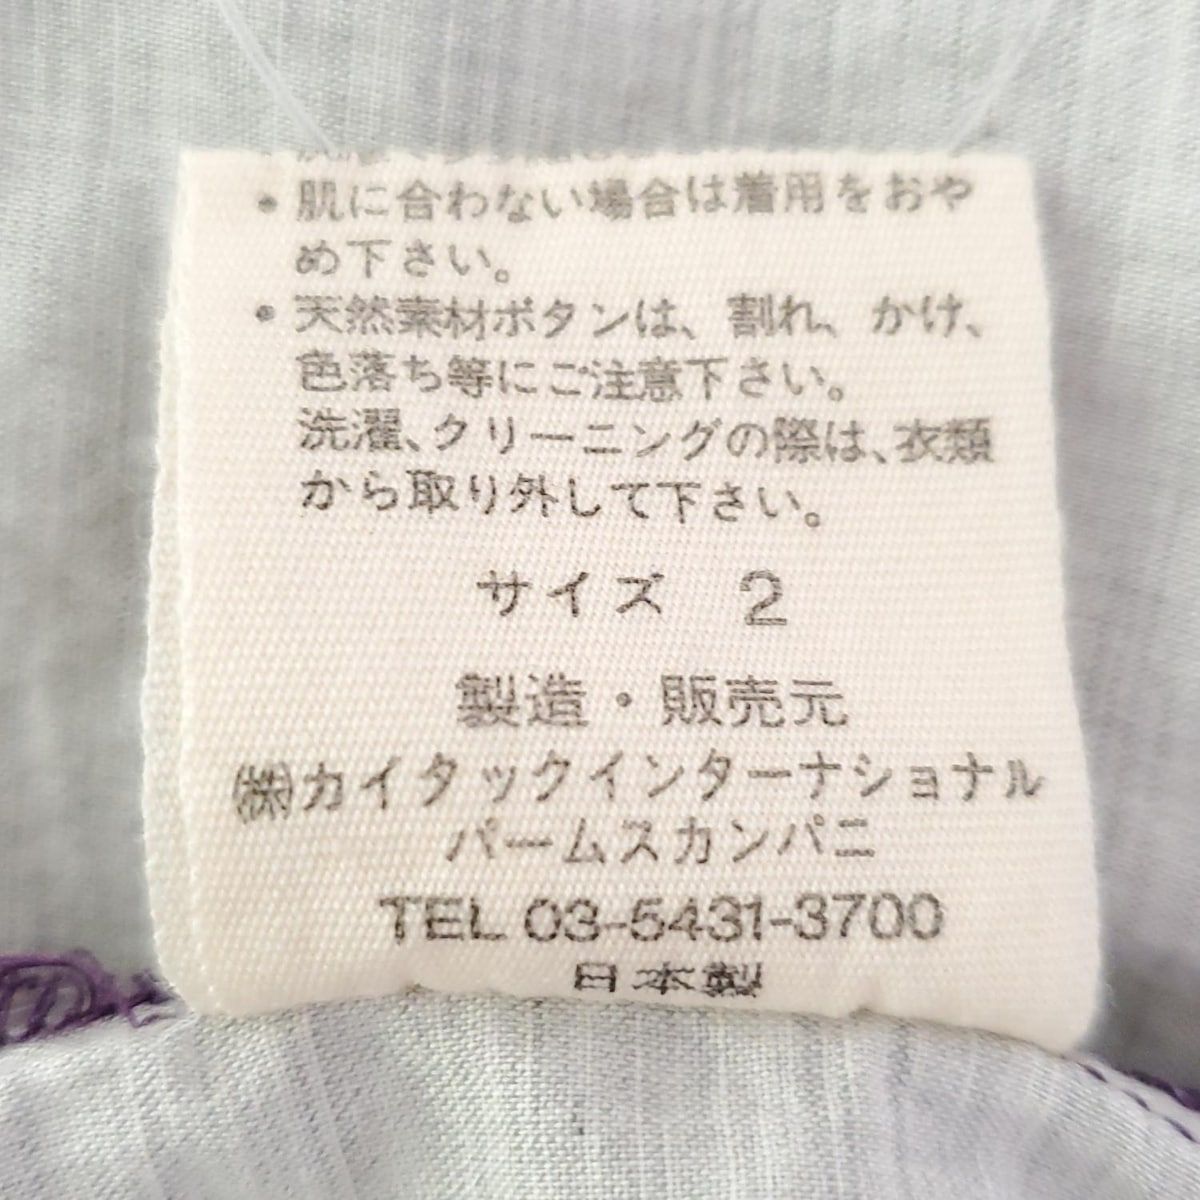 • 肌に合わない場合は着用をおや
め下さい。
• 天然素材ボタンは、割れ、かけ、
色落ち等にご注意下さい。
洗濯、クリーニングの際は、衣類
から取り外して下さい。
サイズ 2
製造・販売元
㈱カイタックインターナショナル
パームスカンパニ
TEL 03-5431-3700
日本製